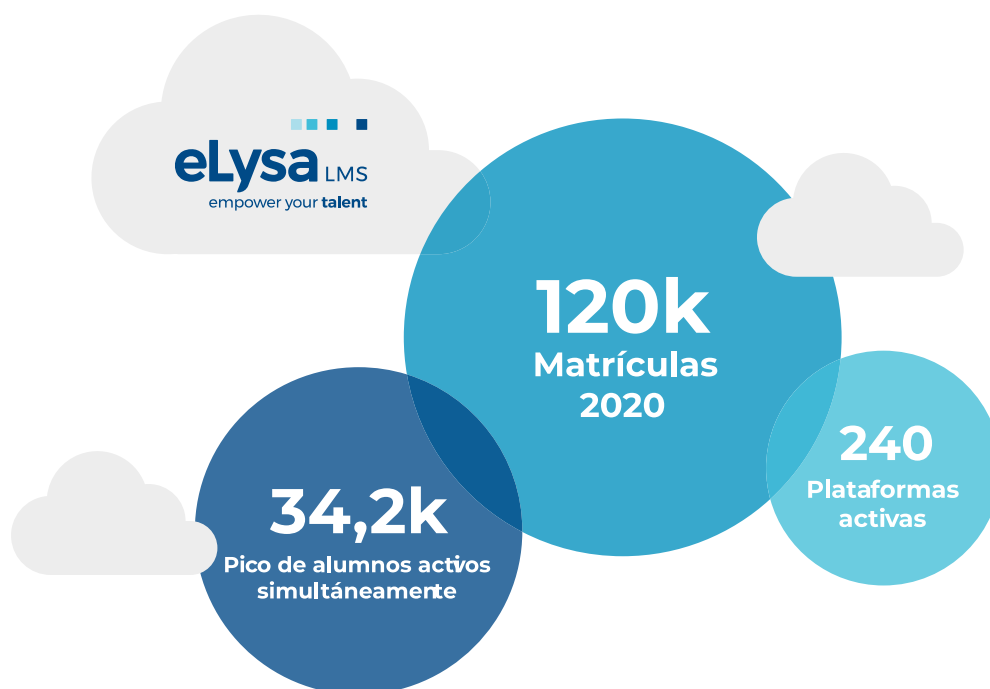 eLysa LMS
empower your talent
120k
Matrículas
2020
240
Plataformas
activas
34,2k
Pico de alumnos activos
simultáneamente